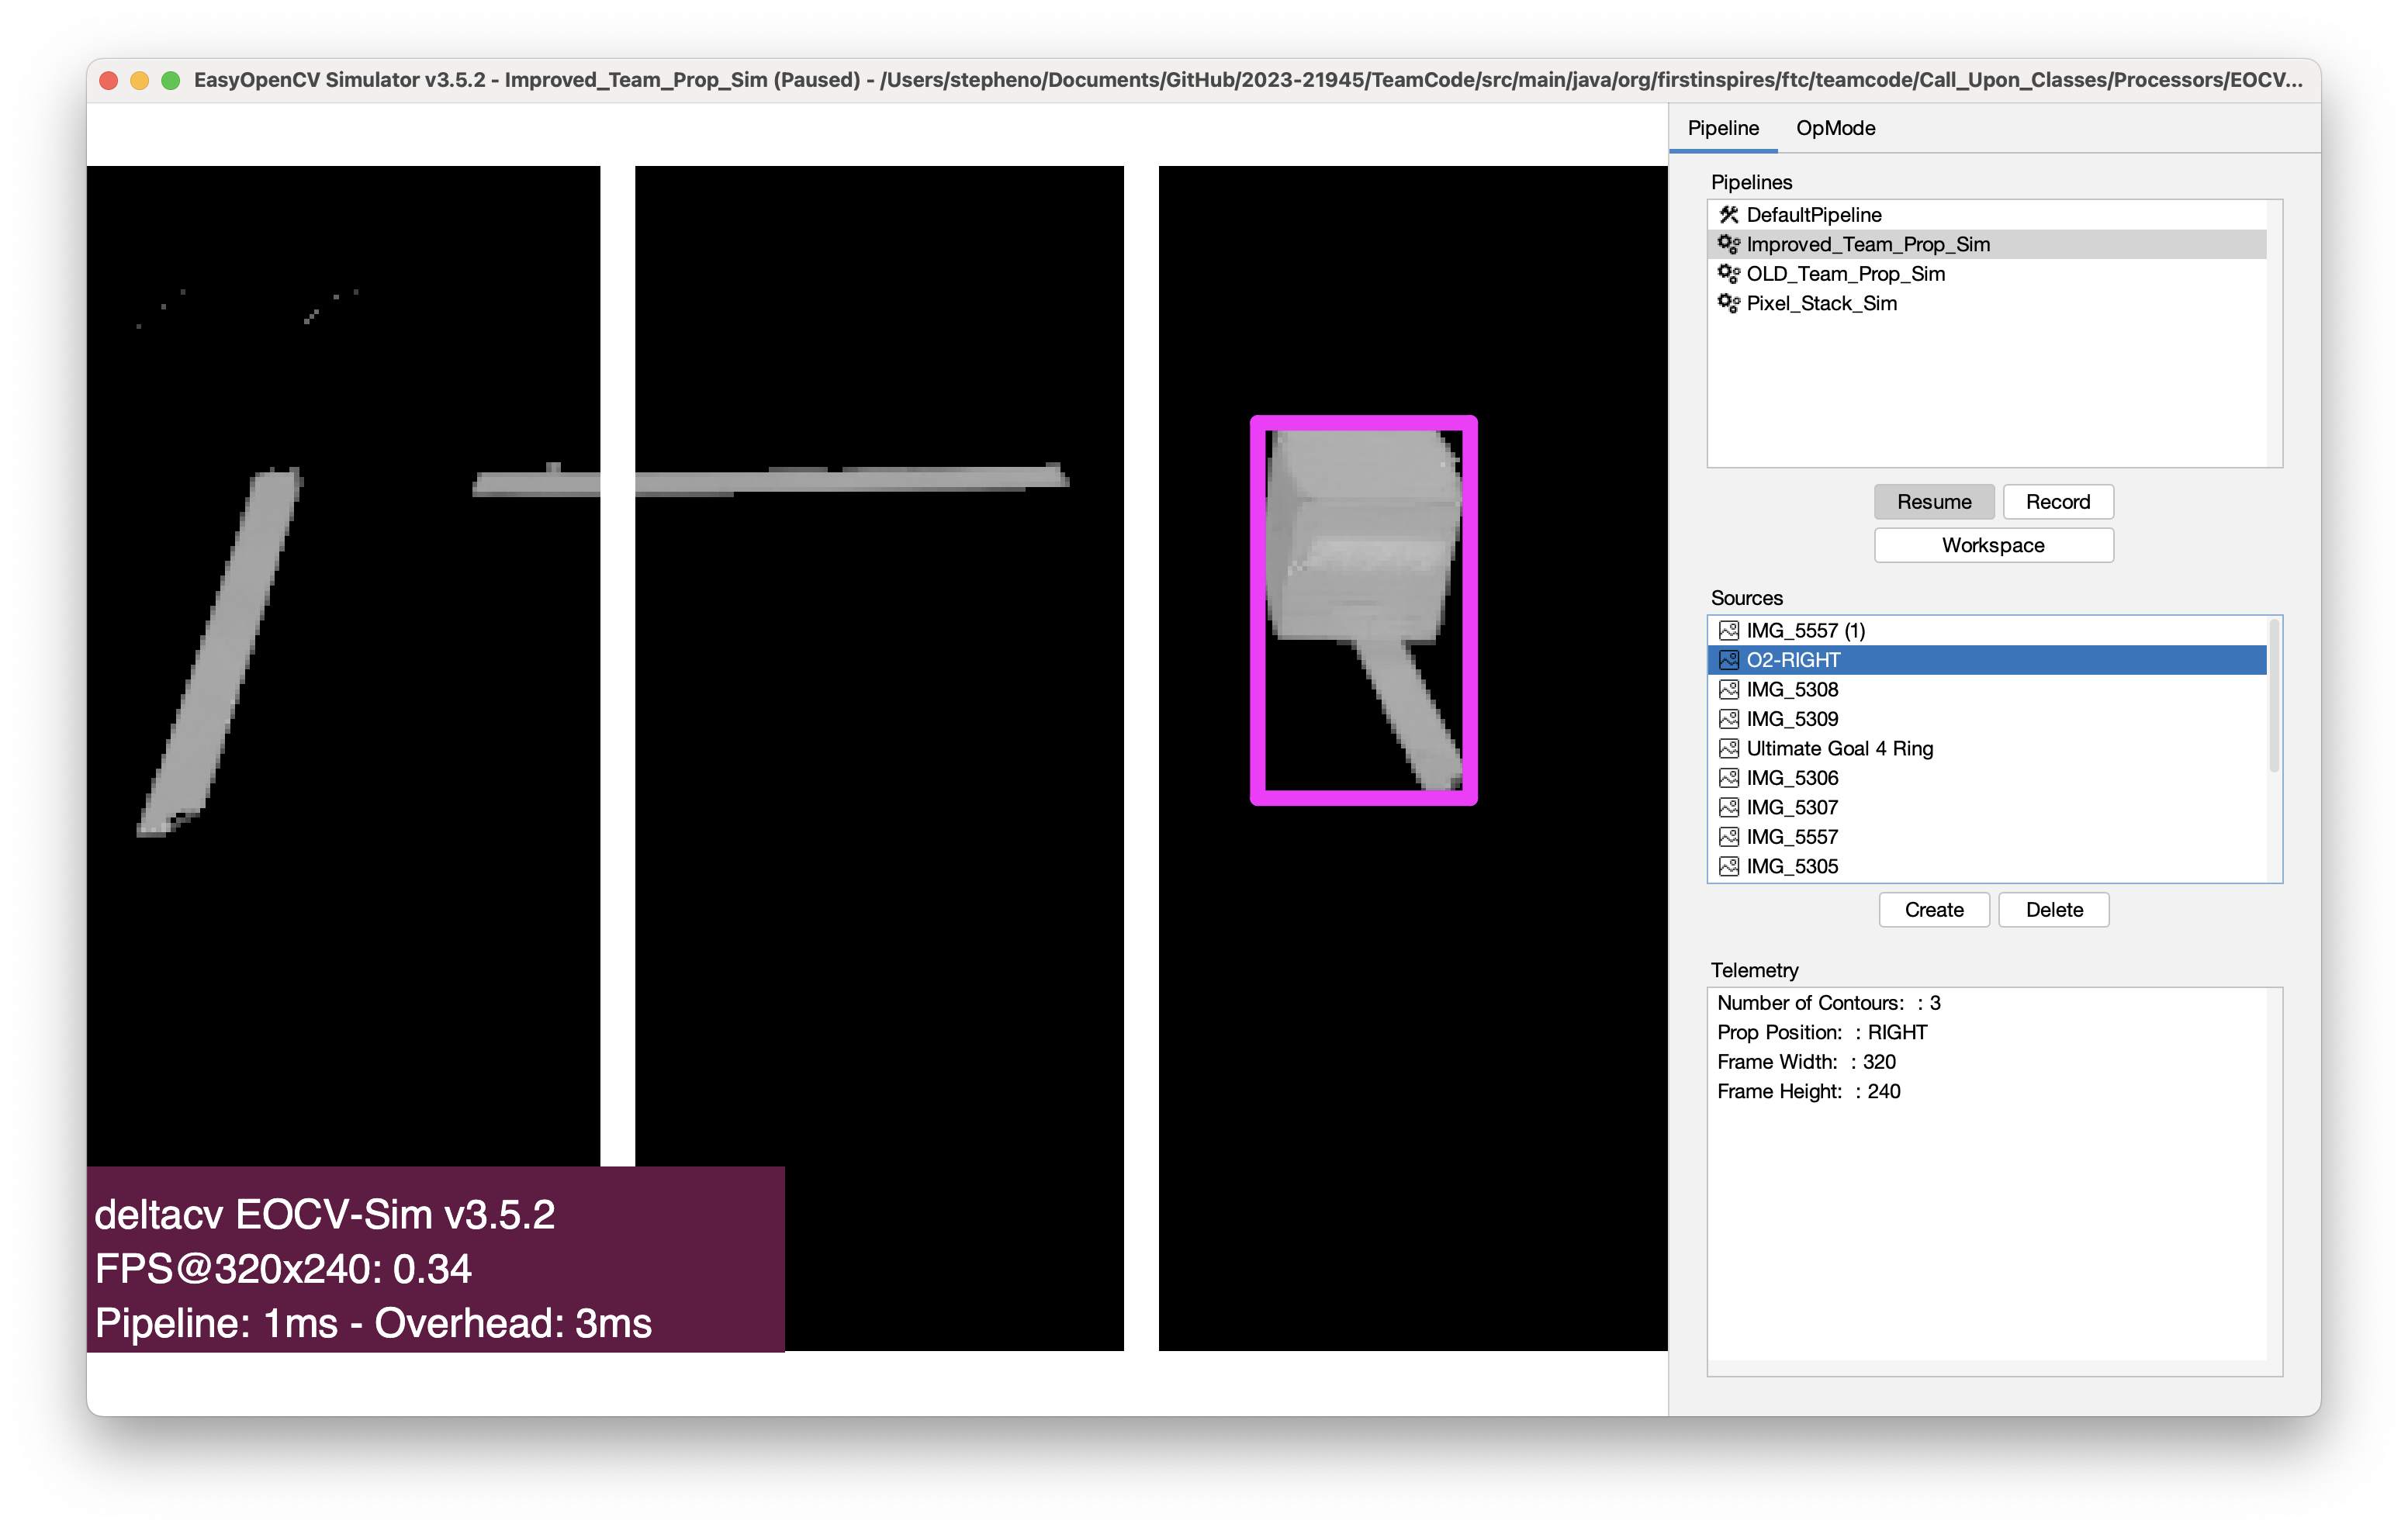 EasyOpenCV Simulator v3.5.2 - Improved_Team_Prop_Sim (Paused) - /Users/stepheno/Documents/GitHub/2023-21945/TeamCode/src/main/java/org/firstinspires/ftc/teamcode/Call_Upon_Classes/Processors/EOCV...
Pipeline OpMode
Pipelines
DefaultPipeline
Improved_Team_Prop_Sim
OLD_Team_Prop_Sim
Pixel_Stack_Sim
Resume Record
Workspace
Sources
IMG_5557 (1)
O2-RIGHT
IMG_5308
IMG_5309
Ultimate Goal 4 Ring
IMG_5306
IMG_5307
IMG_5557
IMG_5305
Create Delete
Telemetry
Number of Contours: : 3
Prop Position: : RIGHT
Frame Width: : 320
Frame Height: : 240
deltacv EOCV-Sim v3.5.2
FPS@320x240: 0.34
Pipeline: 1ms - Overhead: 3ms